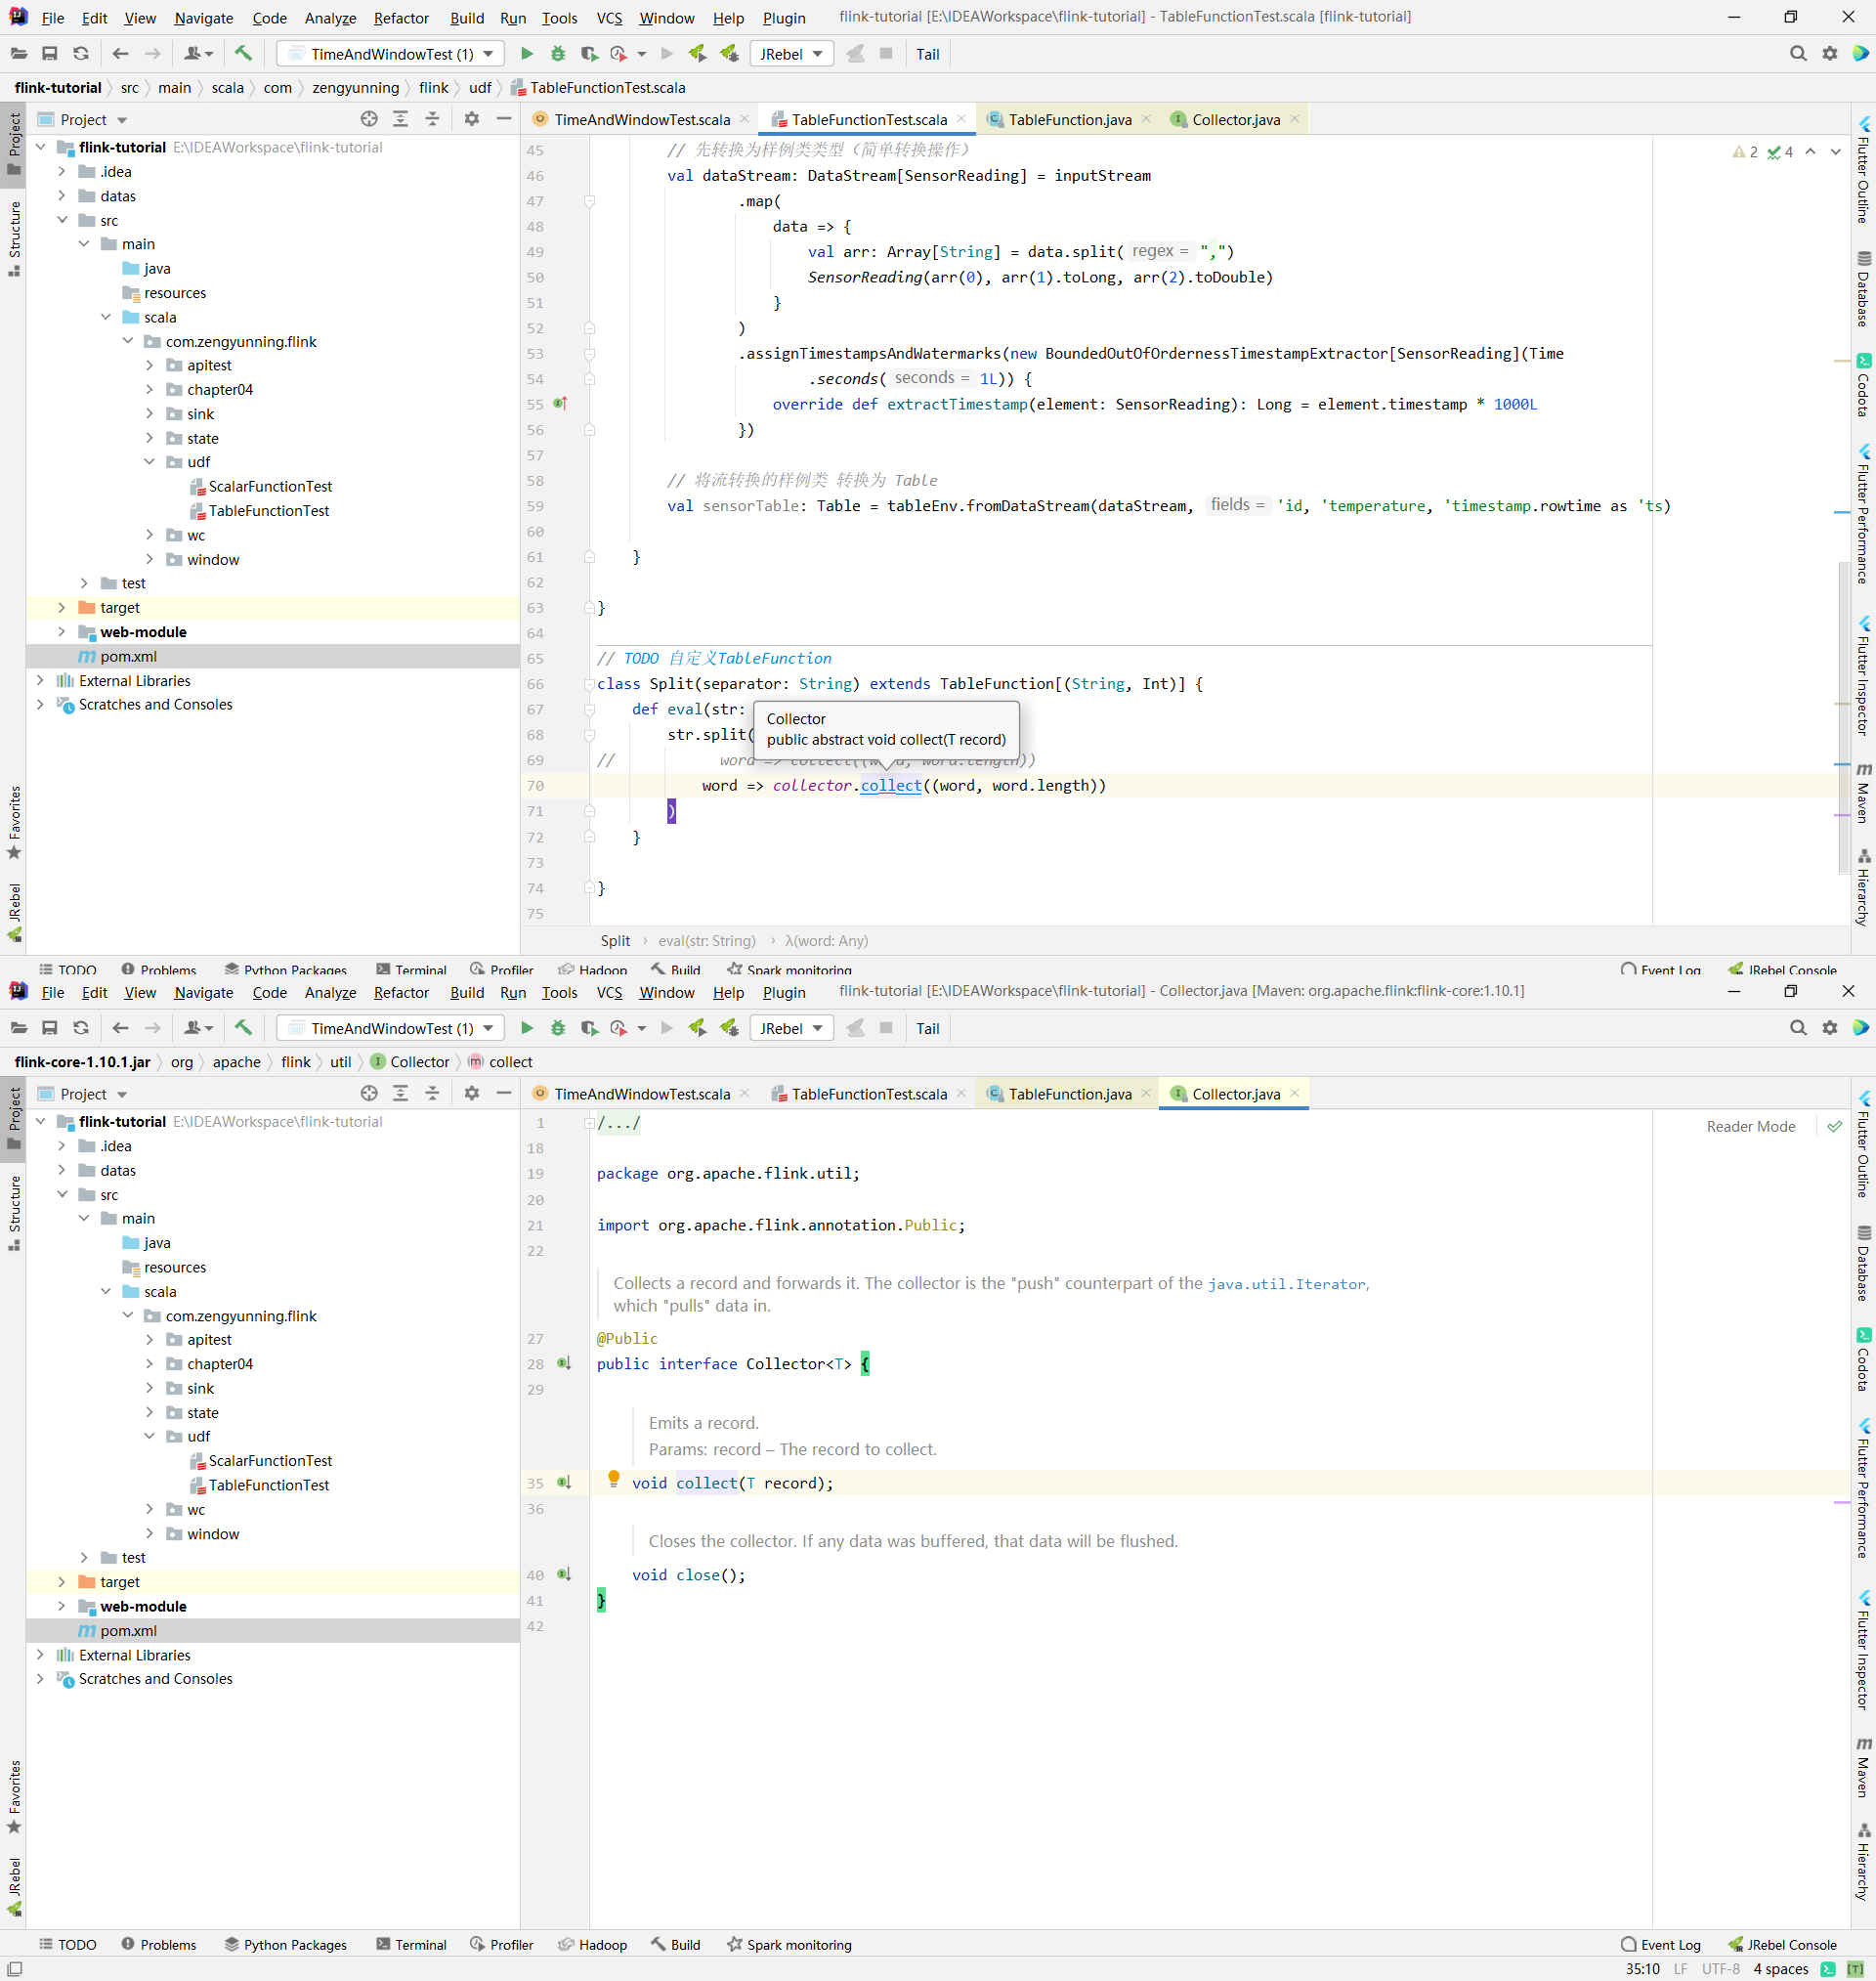 File Edit View Navigate Code Analyze Refactor Build Run Tools VCS Window Help Plugin flink-tutorial [E:\IDEAWorkspace\flink-tutorial] - TableFunctionTest.scala [flink-tutorial]
TimeAndWindowTest (1) JRebel Tail
flink-tutorial src main scala com zengyunning flink udf TableFunctionTest.scala
Project TimeAndWindowTest.scala TableFunctionTest.scala TableFunction.java Collector.java
Project
Structure
Favorites
JRebel
flink-tutorial E:\IDEAWorkspace\flink-tutorial
.idea
datas
src
main
java
resources
scala
com.zengyunning.flink
apitest
chapter04
sink
state
udf
ScalarFunctionTest
TableFunctionTest
wc
window
test
target
web-module
pom.xml
External Libraries
Scratches and Consoles
2 4
45 // 先转换为样例类类型（简单转换操作）
46 val dataStream: DataStream[SensorReading] = inputStream
47 .map(
48 data => {
49 val arr: Array[String] = data.split( regex = ",")
50 SensorReading(arr(0), arr(1).toLong, arr(2).toDouble)
51 }
52 )
53 .assignTimestampsAndWatermarks(new BoundedOutOfOrdernessTimestampExtractor[SensorReading](Time
54 .seconds( seconds = 1L)) {
55 override def extractTimestamp(element: SensorReading): Long = element.timestamp * 1000L
56 })
57
58 // 将流转换的样例类 转换为 Table
59 val sensorTable: Table = tableEnv.fromDataStream(dataStream, fields = 'id, 'temperature, 'timestamp.rowtime as 'ts)
60
61 }
62
63 }
64
65 // TODO 自定义TableFunction
66 class Split(separator: String) extends TableFunction[(String, Int)] {
67 def eval(str:
68 str.split(
Collector
public abstract void collect(T record)
69 // word => collect((word, word.length))
70 word => collector.collect((word, word.length))
71 )
72 }
73
74 }
75
Split eval(str: String) λ(word: Any)
Flutter Outline
Database
Codota
Flutter Performance
Flutter Inspector
Maven
Hierarchy
TODO Problems Python Packages Terminal Profiler Hadoop Build Spark monitoring Event Log JRebel Console
File Edit View Navigate Code Analyze Refactor Build Run Tools VCS Window Help Plugin flink-tutorial [E:\IDEAWorkspace\flink-tutorial] - Collector.java [Maven: org.apache.flink:flink-core:1.10.1]
TimeAndWindowTest (1) JRebel Tail
flink-core-1.10.1.jar org apache flink util Collector collect
Project TimeAndWindowTest.scala TableFunctionTest.scala TableFunction.java Collector.java
Project
Structure
Favorites
JRebel
flink-tutorial E:\IDEAWorkspace\flink-tutorial
.idea
datas
src
main
java
resources
scala
com.zengyunning.flink
apitest
chapter04
sink
state
udf
ScalarFunctionTest
TableFunctionTest
wc
window
test
target
web-module
pom.xml
External Libraries
Scratches and Consoles
Reader Mode
1 /.../
18
19 package org.apache.flink.util;
20
21 import org.apache.flink.annotation.Public;
22
Collects a record and forwards it. The collector is the "push" counterpart of the java.util.Iterator,
which "pulls" data in.
27 @Public
28 public interface Collector<T> {
29
Emits a record.
Params: record – The record to collect.
35 void collect(T record);
36
Closes the collector. If any data was buffered, that data will be flushed.
40 void close();
41 }
42
Flutter Outline
Database
Codota
Flutter Performance
Flutter Inspector
Maven
Hierarchy
TODO Problems Python Packages Terminal Profiler Hadoop Build Spark monitoring Event Log JRebel Console
35:10 LF UTF-8 4 spaces [T]